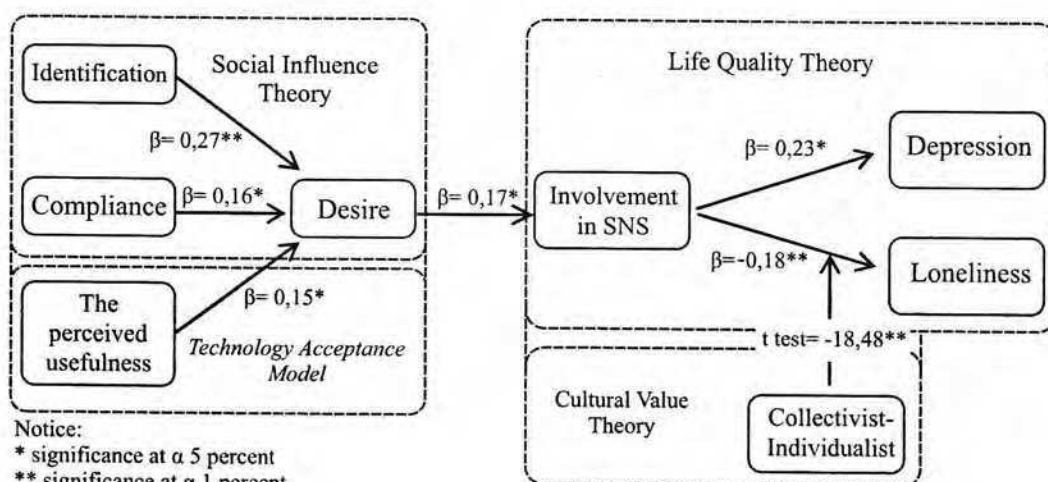 Identification
Social Influence
Theory
β= 0,27**
Compliance
β= 0,16*
Desire
β= 0,17*
The
perceived
usefulness
β= 0,15*
Technology Acceptance
Model
Life Quality Theory
Involvement
in SNS
β= 0,23*
Depression
β=-0,18**
Loneliness
t test= -18,48**
Cultural Value
Theory
Collectivist-
Individualist
Notice:
* significance at α 5 percent
** significance at α 1 percent